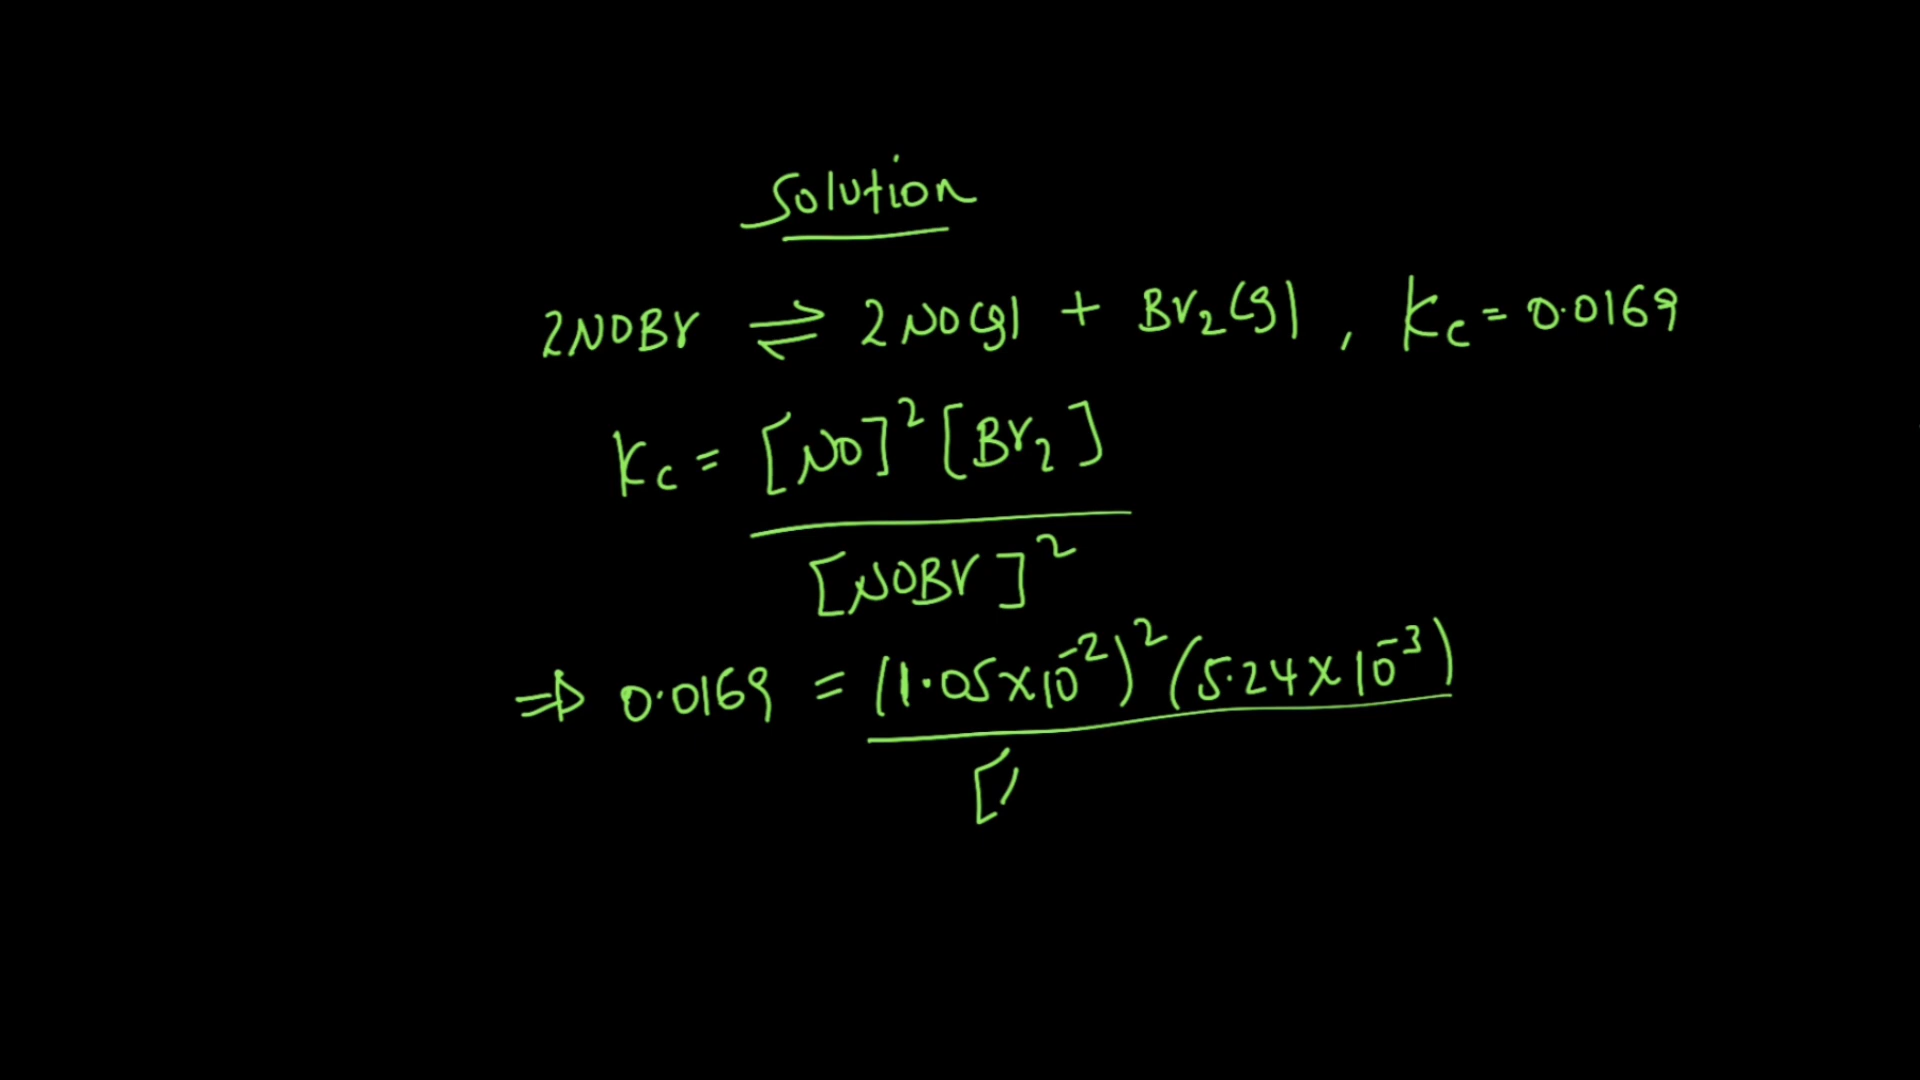 Solution
2NOBr ⇌ 2NO(g) + Br₂(g) , Kc = 0.0169
Kc = [NO]² [Br₂]
[NOBr]²
⇒ 0.0169 = (1.05×10⁻²)² (5.24×10⁻³)
[